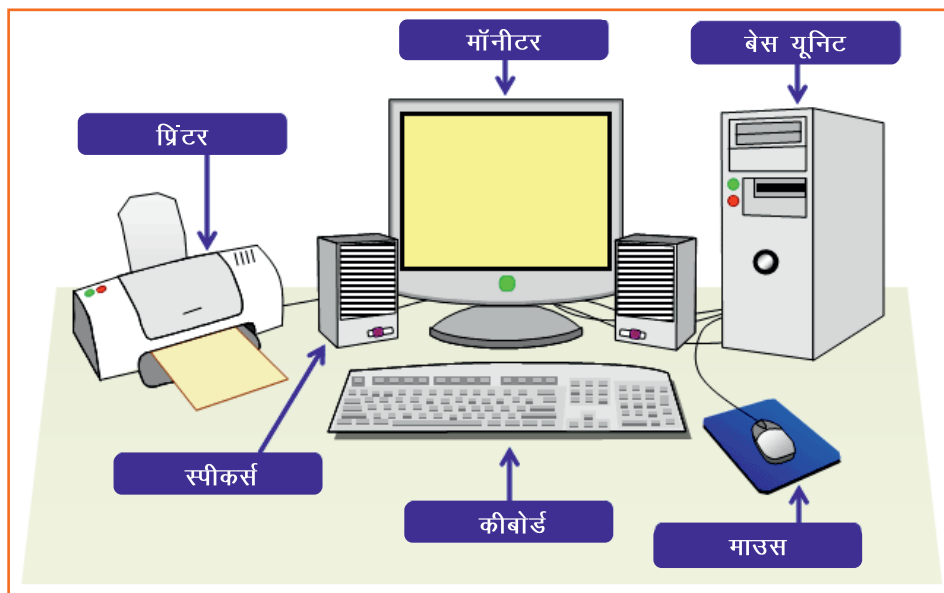 मॉनीटर
बेस यूनिट
प्रिंटर
स्पीकर्स
कीबोर्ड
माउस